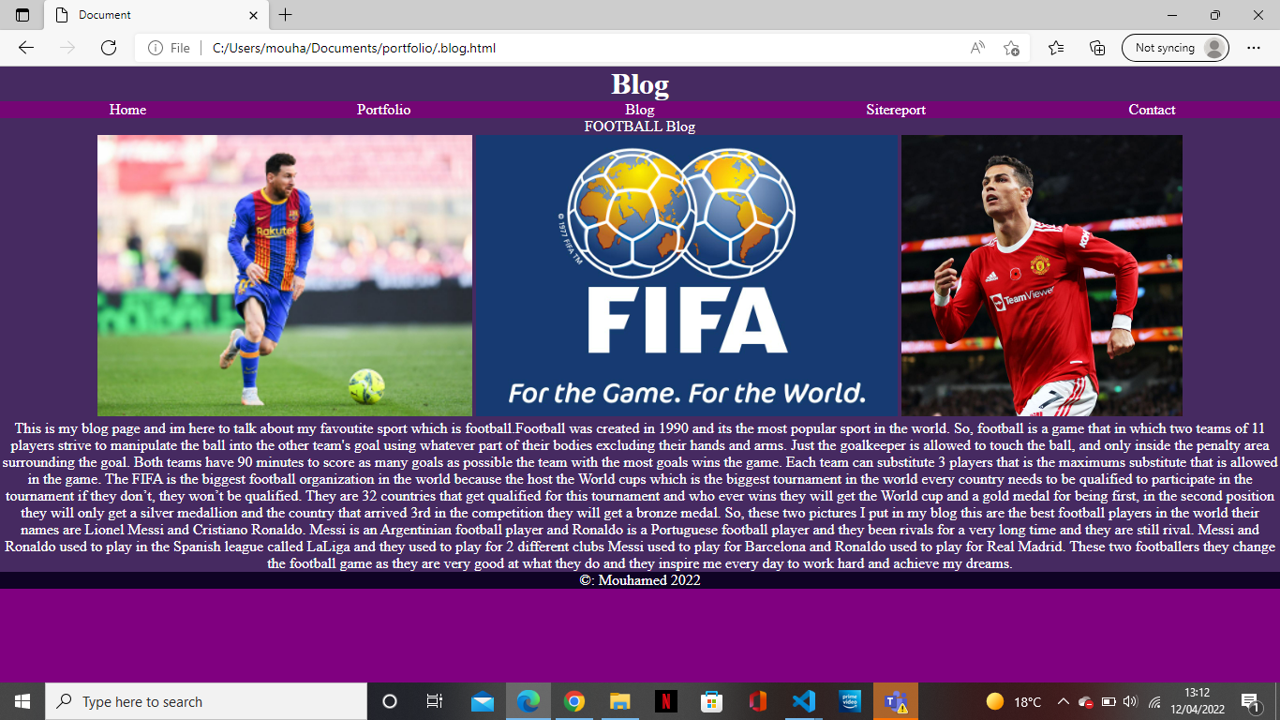 Document
File
C:/Users/mouha/Documents/portfolio/.blog.html
Not syncing
Blog
Home Portfolio Blog Sitereport Contact
FOOTBALL Blog
Rakuten
© 1977 FIFA TM
FIFA
For the Game. For the World.
adidas
KOHLER
TeamViewer
7
This is my blog page and im here to talk about my favoutite sport which is football.Football was created in 1990 and its the most popular sport in the world. So, football is a game that in which two teams of 11
players strive to manipulate the ball into the other team's goal using whatever part of their bodies excluding their hands and arms. Just the goalkeeper is allowed to touch the ball, and only inside the penalty area
surrounding the goal. Both teams have 90 minutes to score as many goals as possible the team with the most goals wins the game. Each team can substitute 3 players that is the maximums substitute that is allowed
in the game. The FIFA is the biggest football organization in the world because the host the World cups which is the biggest tournament in the world every country needs to be qualified to participate in the
tournament if they don’t, they won’t be qualified. They are 32 countries that get qualified for this tournament and who ever wins they will get the World cup and a gold medal for being first, in the second position
they will only get a silver medallion and the country that arrived 3rd in the competition they will get a bronze medal. So, these two pictures I put in my blog this are the best football players in the world their
names are Lionel Messi and Cristiano Ronaldo. Messi is an Argentinian football player and Ronaldo is a Portuguese football player and they been rivals for a very long time and they are still rival. Messi and
Ronaldo used to play in the Spanish league called LaLiga and they used to play for 2 different clubs Messi used to play for Barcelona and Ronaldo used to play for Real Madrid. These two footballers they change
the football game as they are very good at what they do and they inspire me every day to work hard and achieve my dreams.
©: Mouhamed 2022
Type here to search
prime video
18°C
13:12
12/04/2022
1